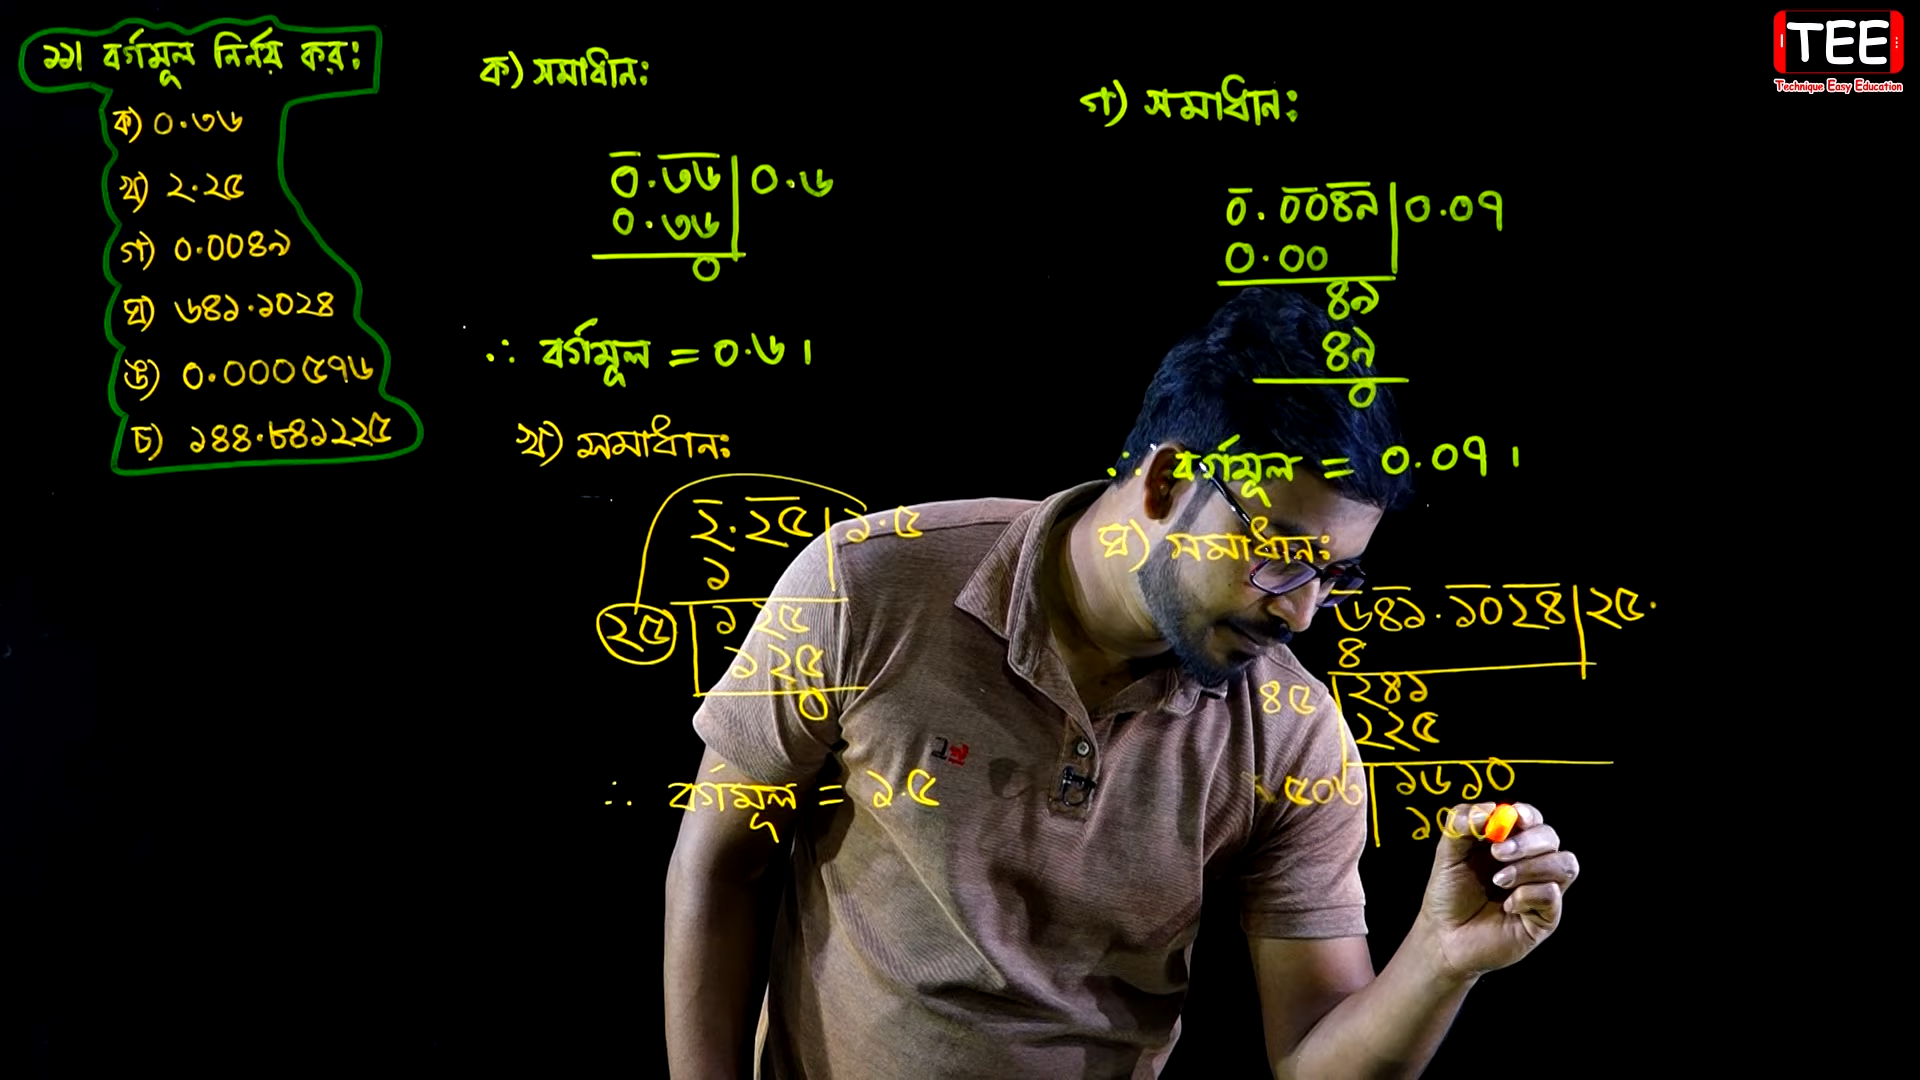 ১১। বর্গমূল নির্নয় কর:
ক) ০.৩৬
খ) ২.২৫
গ) ০.০০৪৯
ঘ) ৬৪১.১০২৪
ঙ) ০.০০০৫৭৬
চ) ১৪৪.৮৪১২২৫
ক) সমাধান:
০.৩৬ ০.৬
০.৩৬
০
∴ বর্গমূল = ০.৬।
খ) সমাধান:
২.২৫ ১.৫
১
২৫ ১২৫
১২৫
০
∴ বর্গমূল = ১.৫
গ) সমাধান:
০.০০৪৯ ০.০৭
০.০০
৪৯
৪৯
০
∴ বর্গমূল = ০.০৭।
ঘ) সমাধান:
৬৪১.১০২৪ ২৫.
৪
৪৫ ২৪১
২২৫
৫০৩ ১৬১০
১৫
TEE
Technique Easy Education